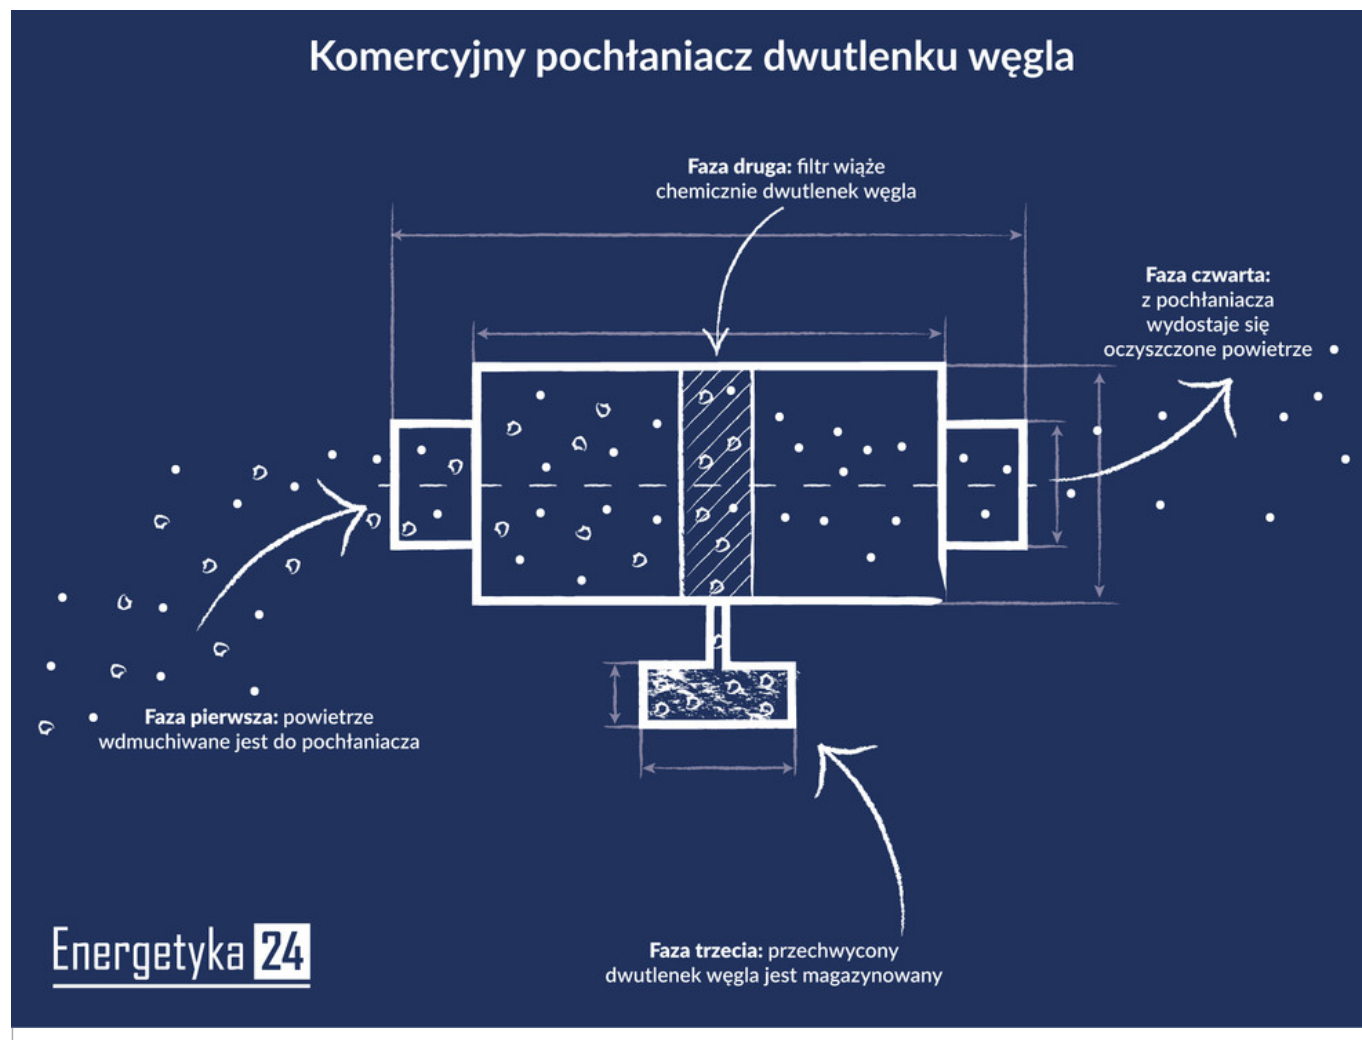 Komercyjny pochłaniacz dwutlenku węgla
Faza druga: filtr wiąże
chemicznie dwutlenek węgla
Faza czwarta:
z pochłaniacza
wydostaje się
oczyszczone powietrze
Faza pierwsza: powietrze
wdmuchiwane jest do pochłaniacza
Faza trzecia: przechwycony
dwutlenek węgla jest magazynowany
Energetyka 24